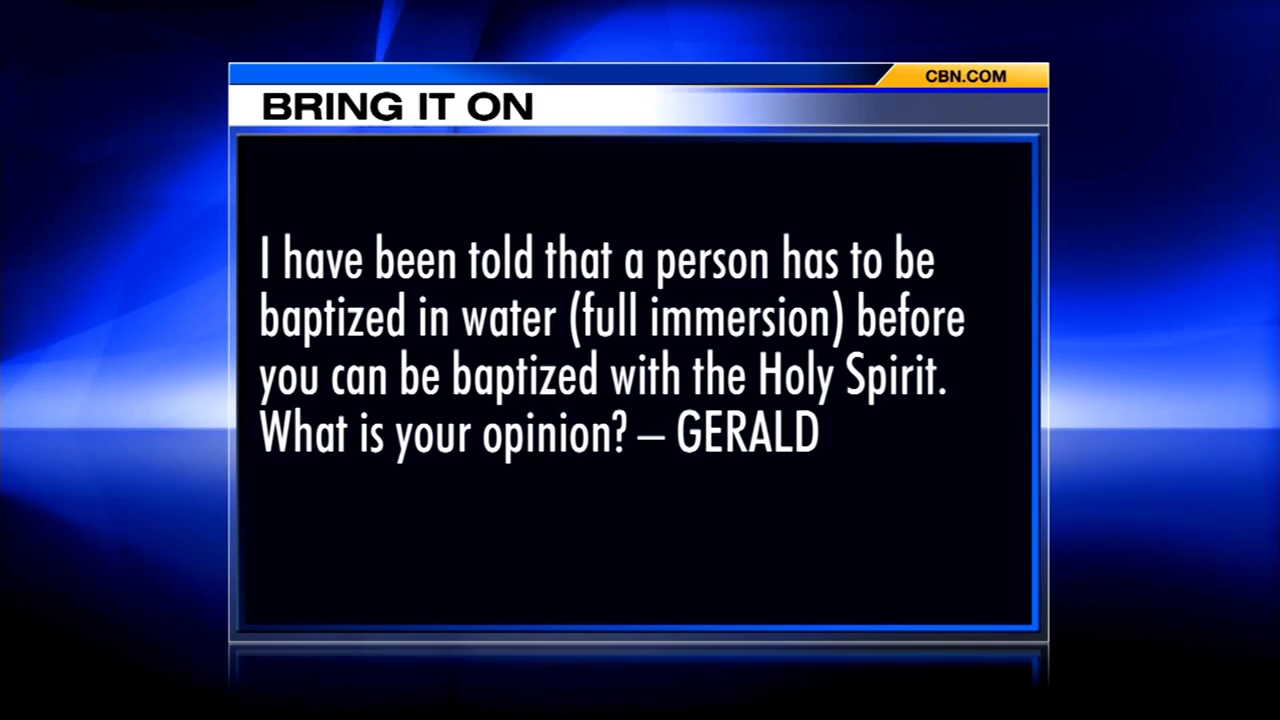 CBN.COM
BRING IT ON
I have been told that a person has to be
baptized in water (full immersion) before
you can be baptized with the Holy Spirit.
What is your opinion? – GERALD